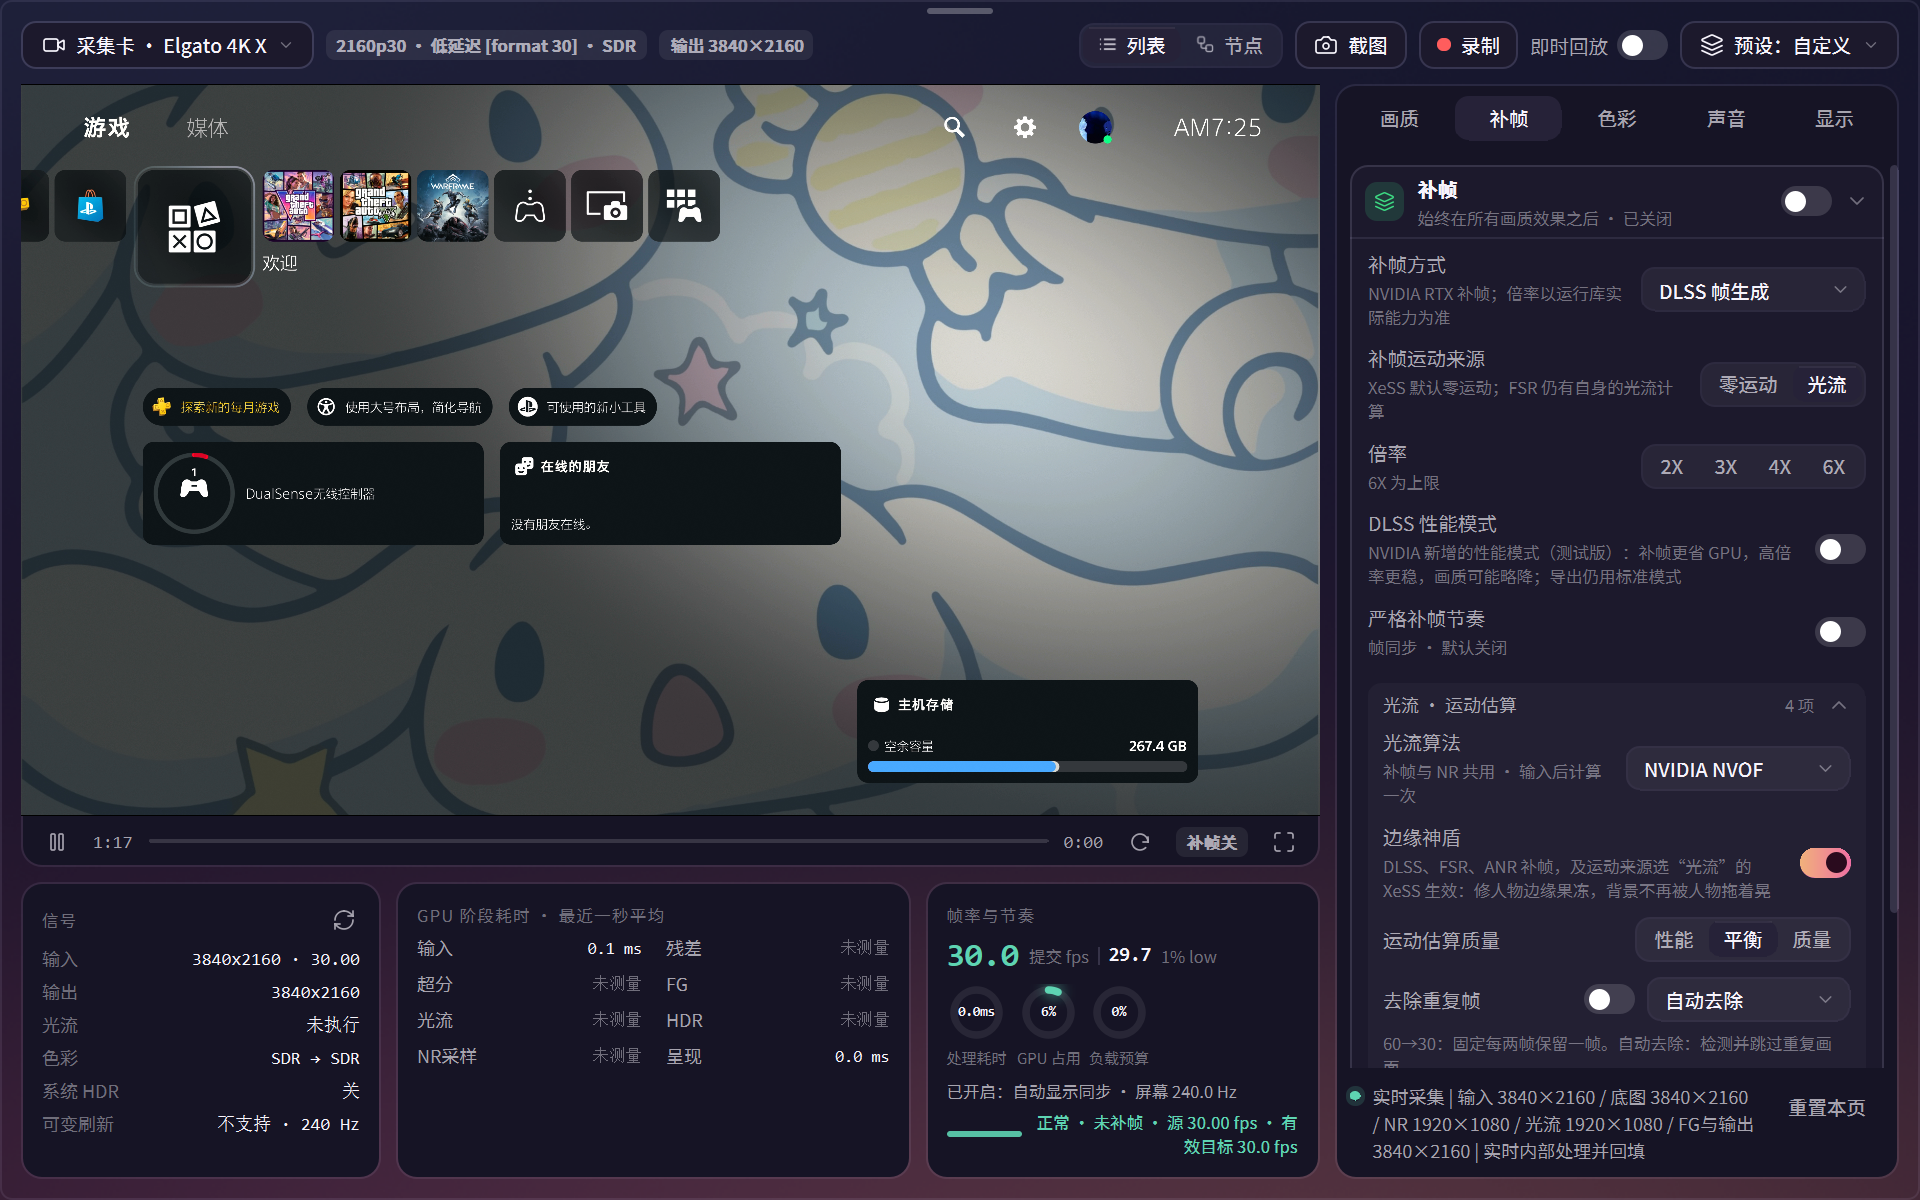 采集卡 · Elgato 4K X
2160p30 · 低延迟 [format 30] · SDR
输出 3840×2160
列表
节点
截图
录制
即时回放
预设：自定义
游戏
媒体
AM7:25
WARFRAME
欢迎
探索新的每月游戏
使用大号布局，简化导航
可使用的新小工具
1
DualSense无线控制器
在线的朋友
没有朋友在线。
主机存储
空余容量
267.4 GB
1:17
0:00
补帧关
画质
补帧
色彩
声音
显示
补帧
始终在所有画质效果之后 · 已关闭
补帧方式
NVIDIA RTX 补帧；倍率以运行库实
际能力为准
DLSS 帧生成
补帧运动来源
XeSS 默认零运动；FSR 仍有自身的光流计
算
零运动
光流
倍率
6X 为上限
2X
3X
4X
6X
DLSS 性能模式
NVIDIA 新增的性能模式（测试版）：补帧更省 GPU，高倍
率更稳，画质可能略降；导出仍用标准模式
严格补帧节奏
帧同步 · 默认关闭
光流 · 运动估算
4 项
光流算法
补帧与 NR 共用 · 输入后计算
一次
NVIDIA NVOF
边缘神盾
DLSS、FSR、ANR 补帧，及运动来源选“光流”的
XeSS 生效：修人物边缘果冻，背景不再被人物拖着晃
运动估算质量
性能
平衡
质量
去除重复帧
自动去除
60→30：固定每两帧保留一帧。自动去除：检测并跳过重复画
面
实时采集 | 输入 3840×2160 / 底图 3840×2160
/ NR 1920×1080 / 光流 1920×1080 / FG与输出
3840×2160 | 实时内部处理并回填
重置本页
信号
输入
3840x2160 · 30.00
输出
3840x2160
光流
未执行
色彩
SDR → SDR
系统 HDR
关
可变刷新
不支持 · 240 Hz
GPU 阶段耗时 · 最近一秒平均
输入
0.1 ms
残差
未测量
超分
未测量
FG
未测量
光流
未测量
HDR
未测量
NR采样
未测量
呈现
0.0 ms
帧率与节奏
30.0 提交 fps | 29.7 1% low
0.0ms
6%
0%
处理耗时
GPU 占用
负载预算
已开启：自动显示同步 · 屏幕 240.0 Hz
正常 · 未补帧 · 源 30.00 fps · 有
效目标 30.0 fps